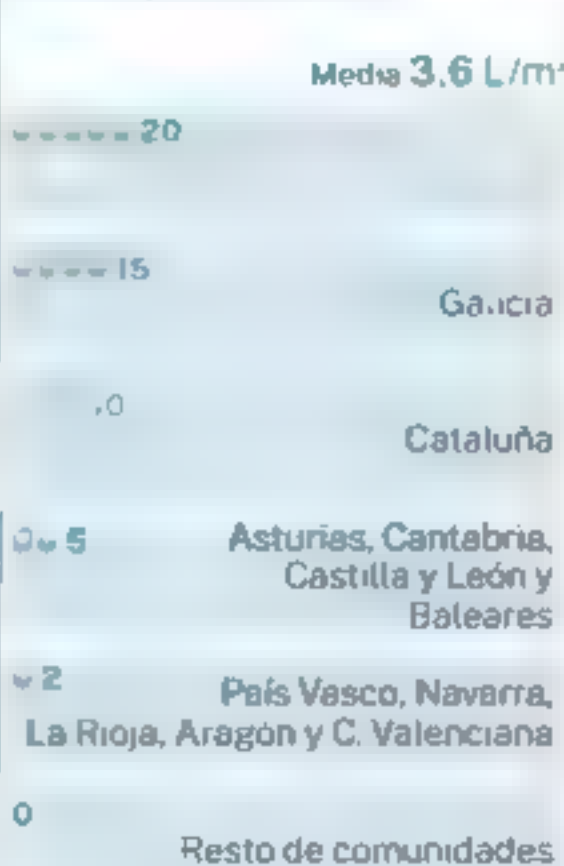 Media 3.6 L/m²
20
15
Galicia
10
Cataluña
5 Asturias, Cantabria,
Castilla y León y
Baleares
2 País Vasco, Navarra,
La Rioja, Aragón y C. Valenciana
0
Resto de comunidades